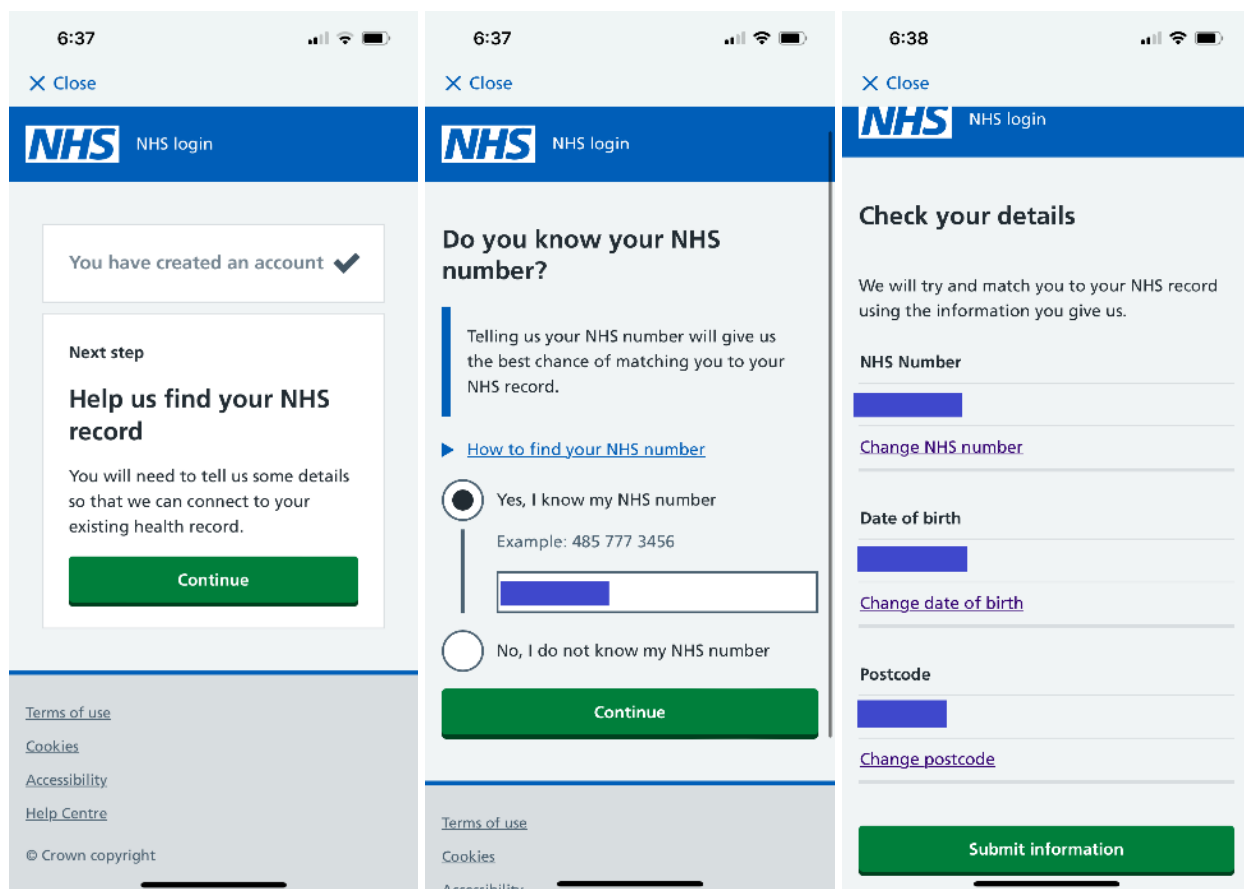 6:37
Close
NHS NHS login
You have created an account
Next step
Help us find your NHS
record
You will need to tell us some details
so that we can connect to your
existing health record.
Continue
Terms of use
Cookies
Accessibility
Help Centre
© Crown copyright
6:37
Close
NHS NHS login
Do you know your NHS
number?
Telling us your NHS number will give us
the best chance of matching you to your
NHS record.
How to find your NHS number
Yes, I know my NHS number
Example: 485 777 3456
No, I do not know my NHS number
Continue
Terms of use
Cookies
Accessibility
6:38
Close
NHS NHS login
Check your details
We will try and match you to your NHS record
using the information you give us.
NHS Number
Change NHS number
Date of birth
Change date of birth
Postcode
Change postcode
Submit information